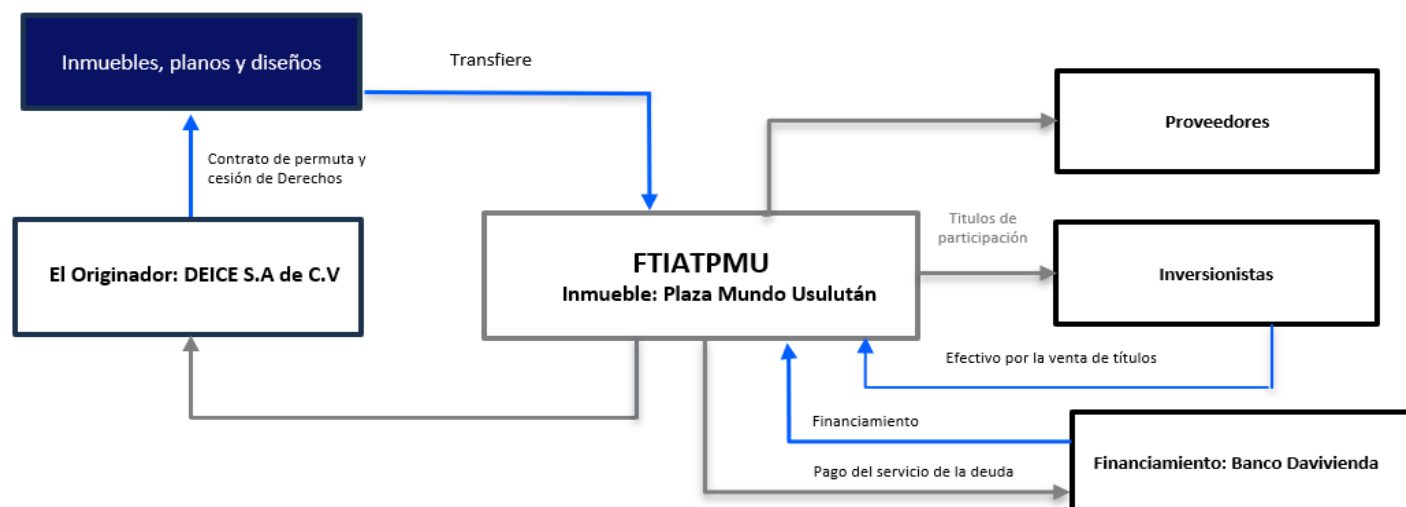 Inmuebles, planos y diseños
Transfiere
Proveedores
Contrato de permuta y
cesión de Derechos
El Originador: DEICE S.A de C.V
FTIATPMU
Inmueble: Plaza Mundo Usulután
Titulos de
participación
Inversionistas
Efectivo por la venta de títulos
Financiamiento
Financiamiento: Banco Davivienda
Pago del servicio de la deuda